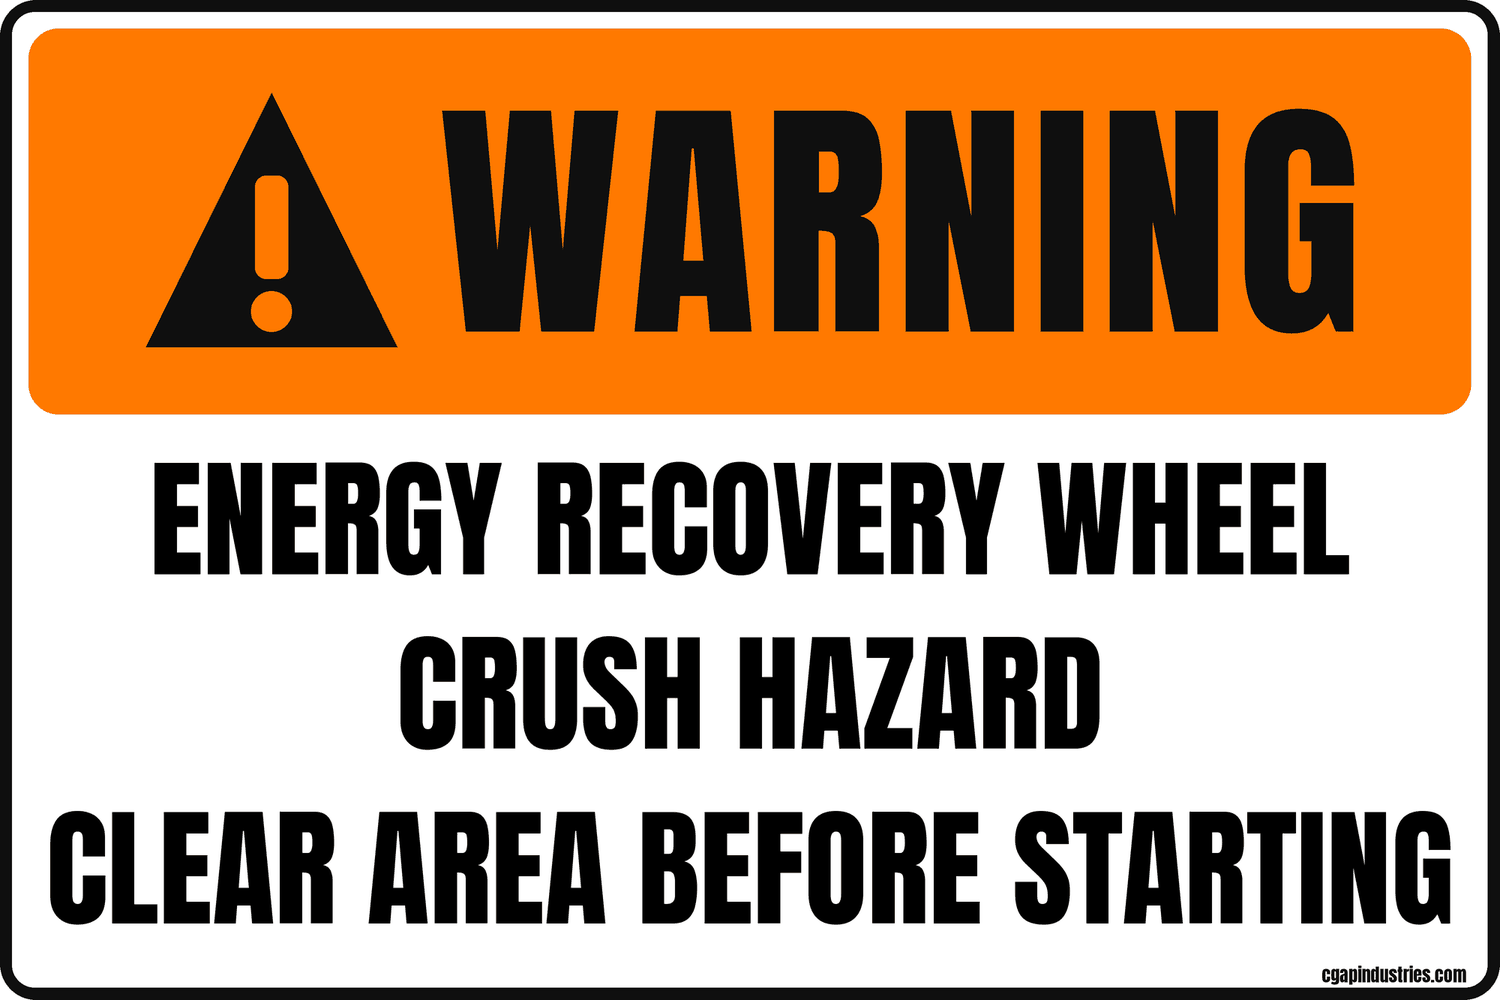 WARNING
ENERGY RECOVERY WHEEL
CRUSH HAZARD
CLEAR AREA BEFORE STARTING
cgapindustries.com